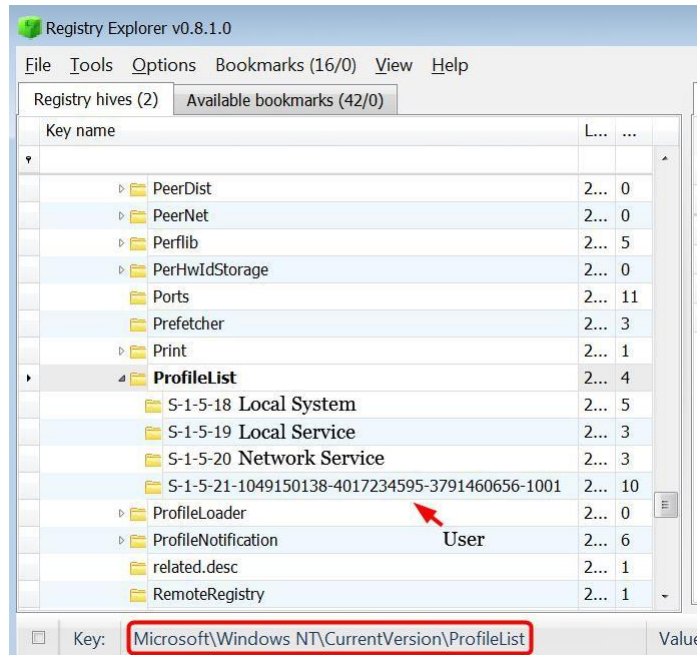 Registry Explorer v0.8.1.0
File Tools Options Bookmarks (16/0) View Help
Registry hives (2) Available bookmarks (42/0)
Key name L... ...
PeerDist 2... 0
PeerNet 2... 0
Perflib 2... 5
PerHwIdStorage 2... 0
Ports 2... 11
Prefetcher 2... 3
Print 2... 1
ProfileList 2... 4
S-1-5-18 Local System 2... 5
S-1-5-19 Local Service 2... 3
S-1-5-20 Network Service 2... 3
S-1-5-21-1049150138-4017234595-3791460656-1001 2... 10
ProfileLoader 2... 0
ProfileNotification User 2... 6
related.desc 2... 1
RemoteRegistry 2... 1
Key: Microsoft\Windows NT\CurrentVersion\ProfileList Value